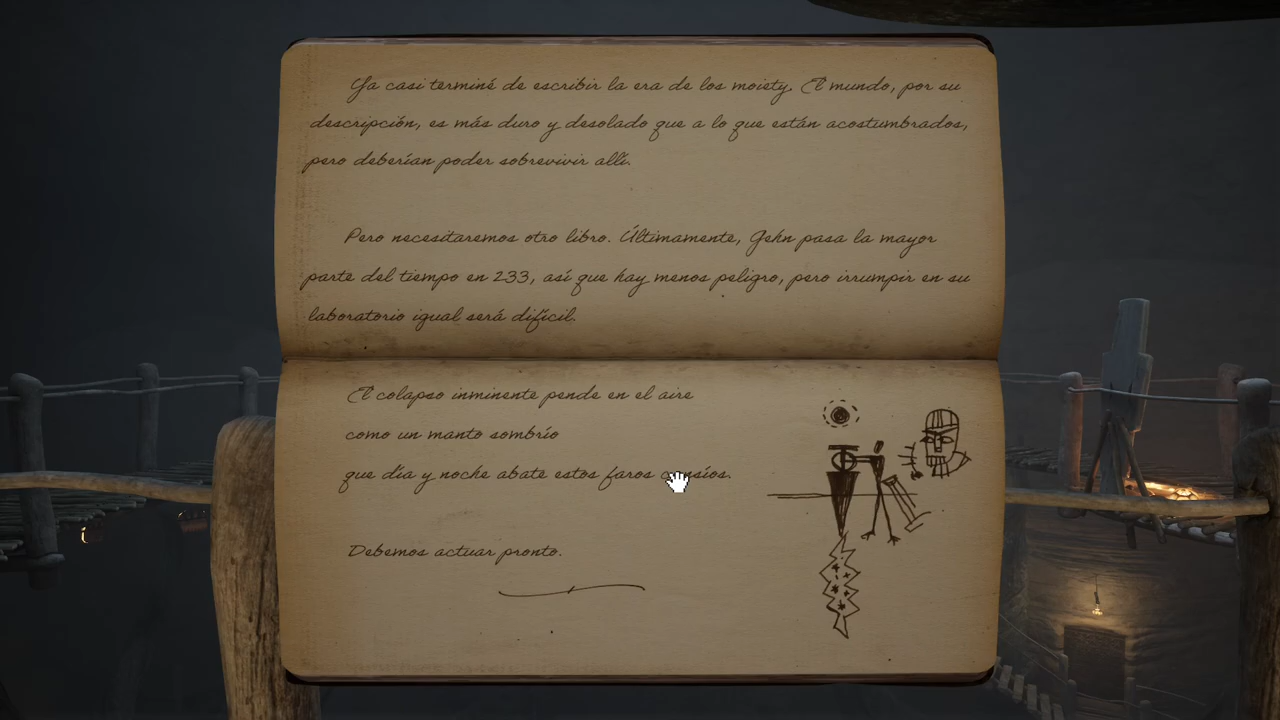 Ya casi terminé de escribir la era de los moiety. El mundo, por su
descripción, es más duro y desolado que a lo que están acostumbrados,
pero deberían poder sobrevivir allí.
Pero necesitaremos otro libro. Últimamente, Gehn pasa la mayor
parte del tiempo en 233, así que hay menos peligro, pero irrumpir en su
laboratorio igual será difícil.
El colapso inminente pende en el aire
como un manto sombrío
que día y noche abate estos faros
Debemos actuar pronto.